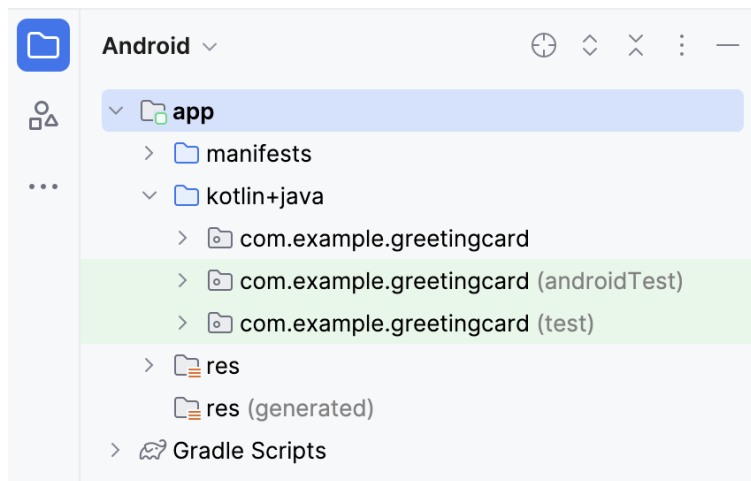 Android
app
manifests
kotlin+java
com.example.greetingcard
com.example.greetingcard (androidTest)
com.example.greetingcard (test)
res
res (generated)
Gradle Scripts